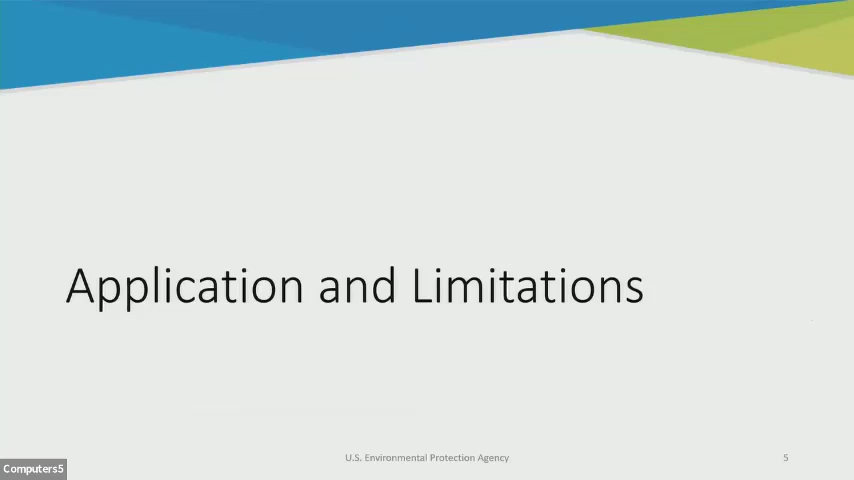 Application and Limitations
U.S. Environmental Protection Agency
5
Computers5